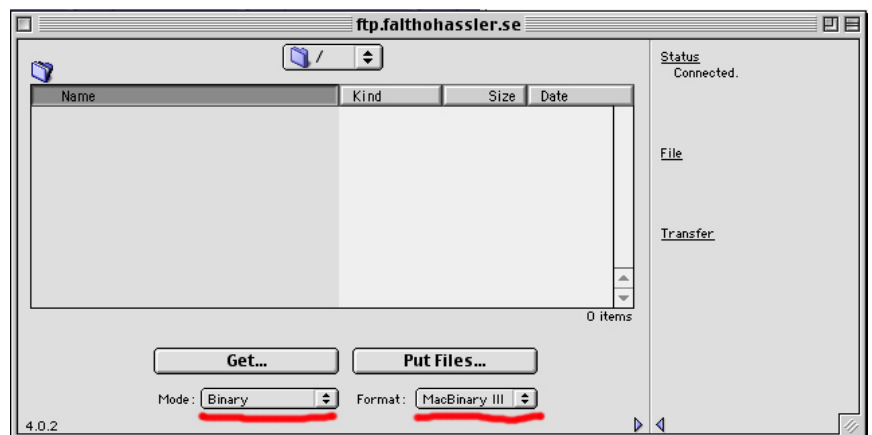 ftp.falthohassler.se
/
Status
Connected.
Name Kind Size Date
File
Transfer
0 items
Get... Put Files...
Mode: Binary Format: MacBinary III
4.0.2